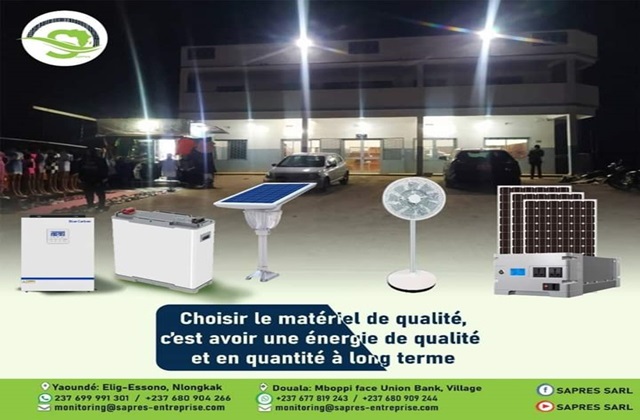 Choisir le matériel de qualité,
c'est avoir une énergie de qualité
et en quantité à long terme
Yaoundé: Elig-Essono, Nlongkak
237 699 991 301 / +237 680 904 266
monitoring@sapres-entreprise.com
Douala: Mboppi face Union Bank, Village
+237 677 819 243 / +237 680 909 244
monitoring@sapres-entreprise.com
SAPRES SARL
SAPRES SARL